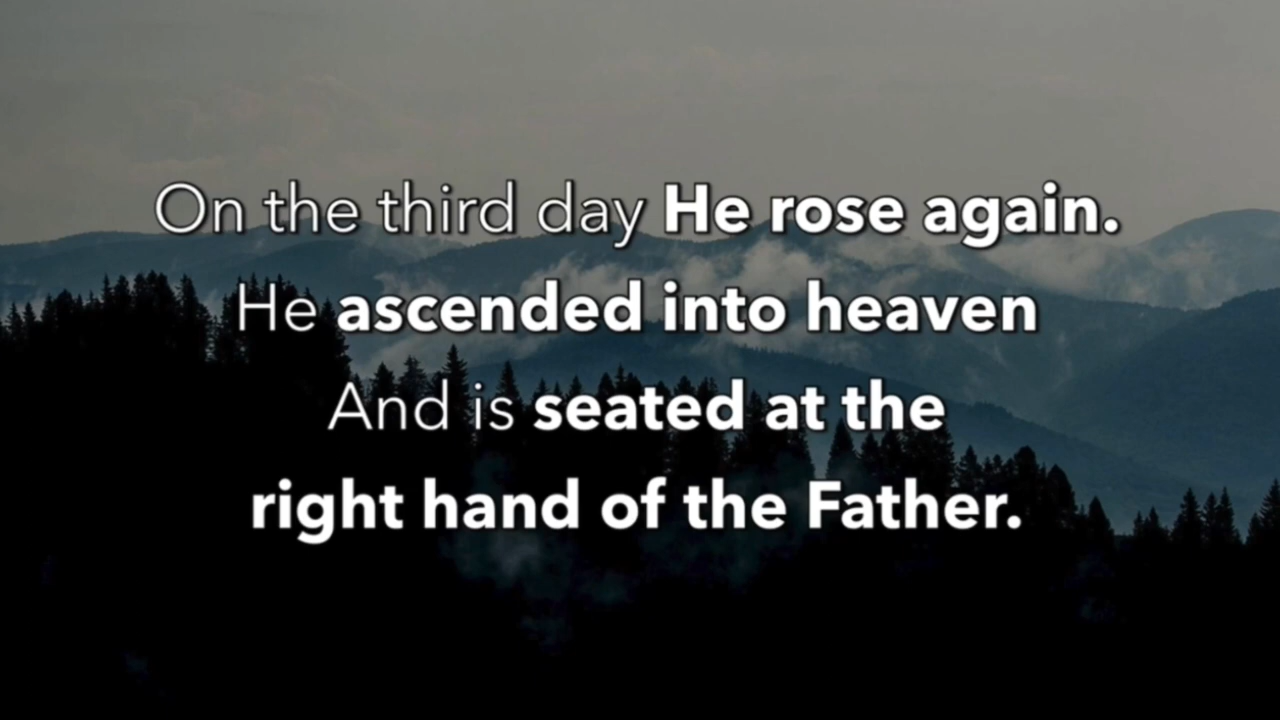 On the third day He rose again.
He ascended into heaven
And is seated at the
right hand of the Father.